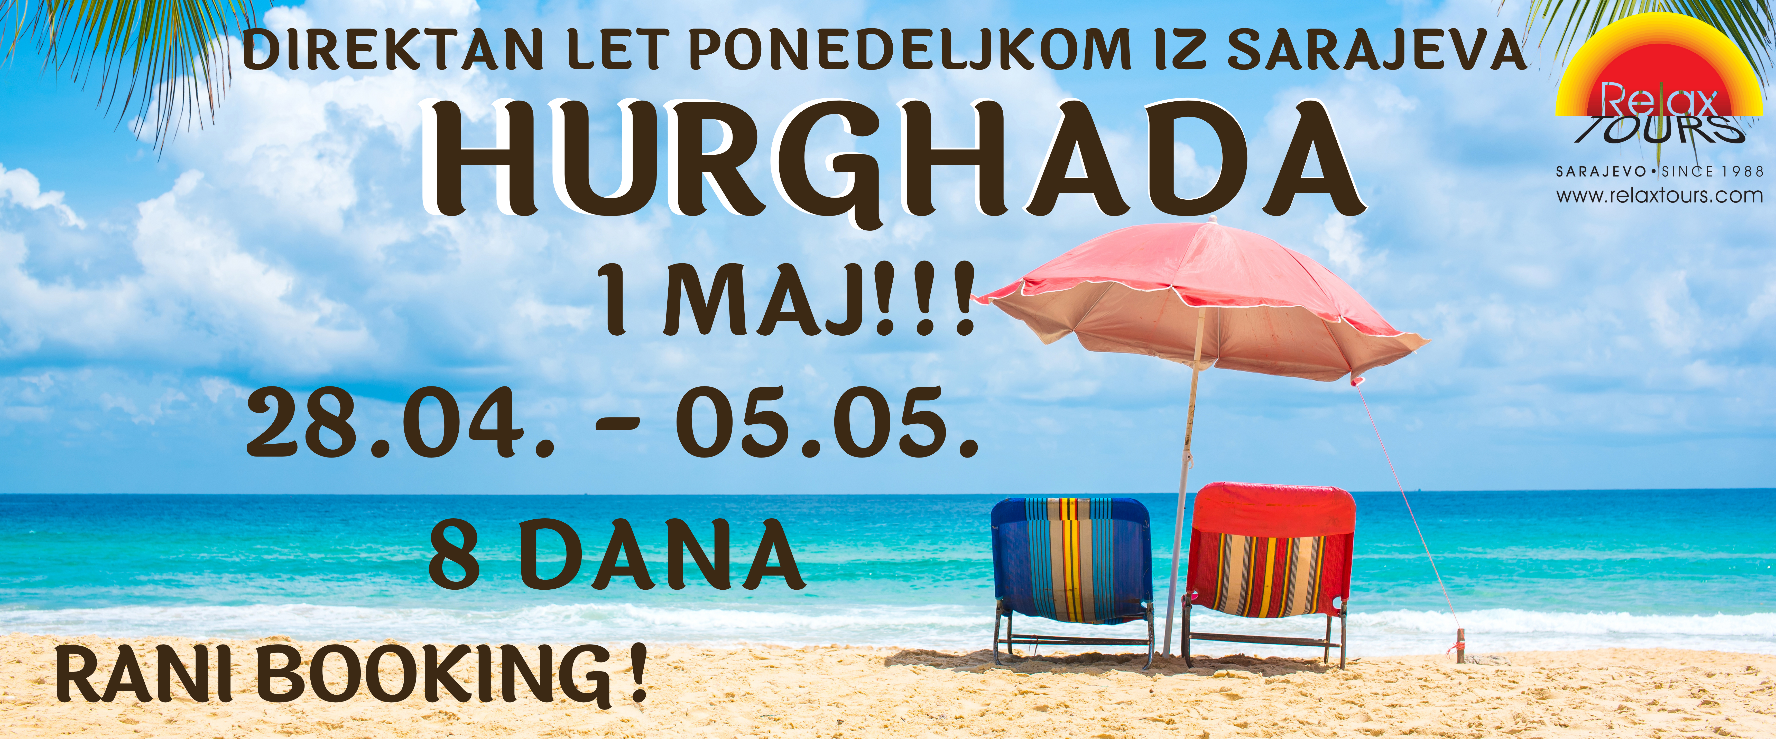 DIREKTAN LET PONEDELJKOM IZ SARAJEVA
HURGHADA
1 MAJ!!!
28.04. - 05.05.
8 DANA
RANI BOOKING!
Relax
TOURS
SARAJEVO • SINCE 1988
www.relaxtours.com